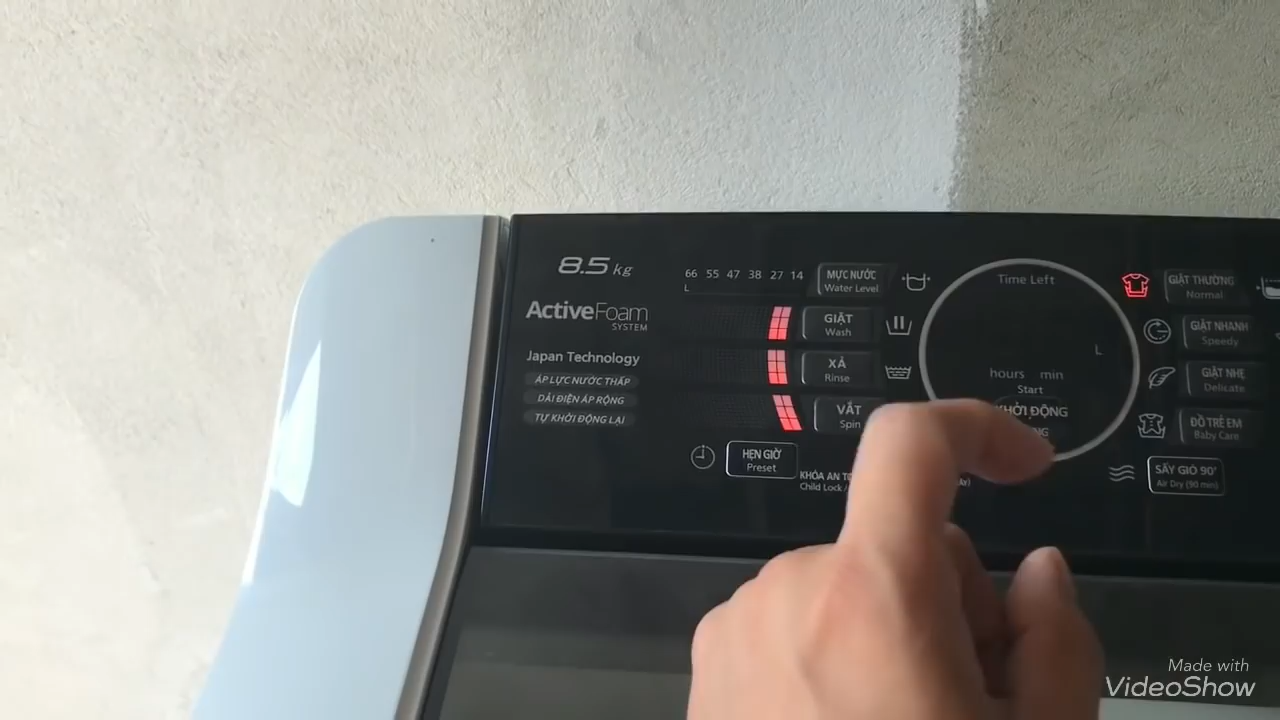 8.5 kg
ActiveFoam
SYSTEM
Japan Technology
ÁP LỰC NƯỚC THẤP
DẢI ĐIỆN ÁP RỘNG
TỰ KHỞI ĐỘNG LẠI
66 55 47 38 27 14
L
MỰC NƯỚC
Water Level
GIẶT
Wash
XẢ
Rinse
VẮT
Spin
HẸN GIỜ
Preset
KHÓA AN
Child Lock
Time Left
L
hours min
Start
KHỞI ĐỘNG
GIẶT THƯỜNG
Normal
GIẶT NHANH
Speedy
GIẶT NHẸ
Delicate
ĐỒ TRẺ EM
Baby Care
SẤY GIÓ 90'
Air Dry (90 min)
Made with
VideoShow